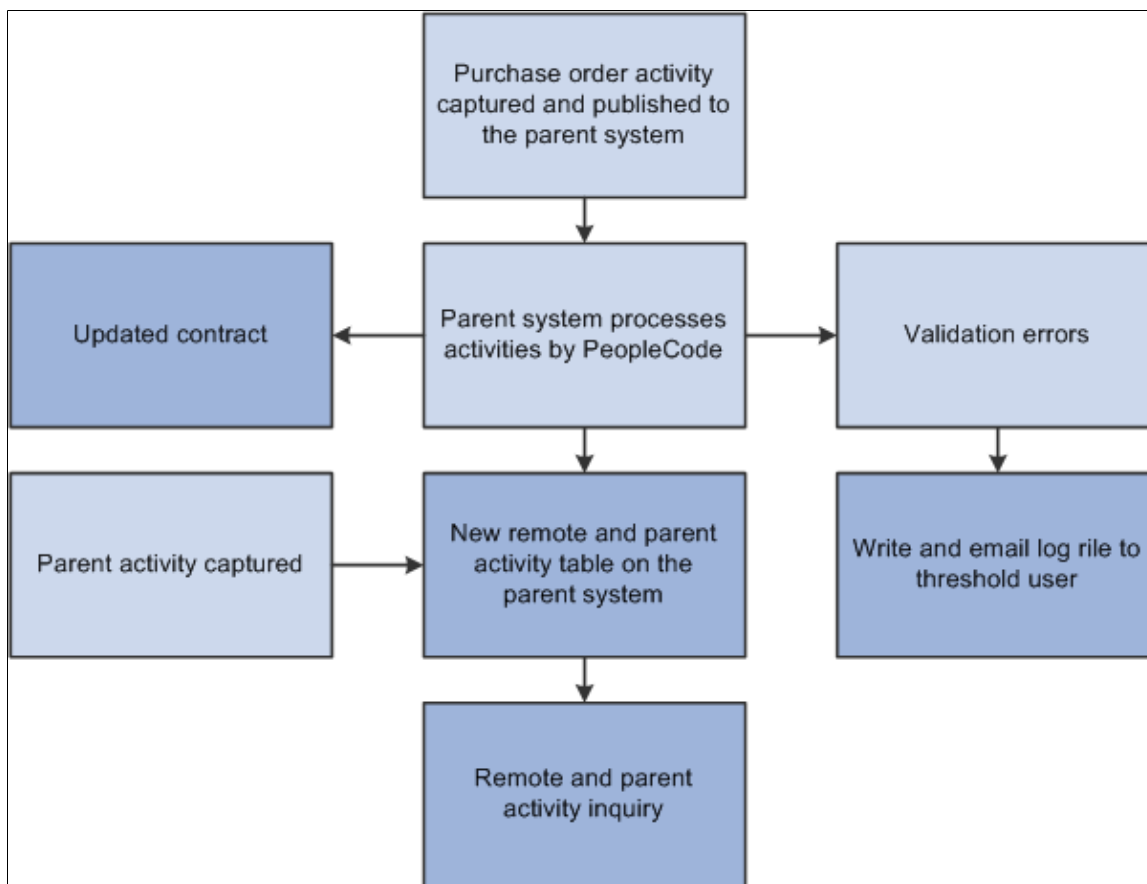 Purchase order activity
captured and published to
the parent system
Updated contract
Parent system processes
activities by PeopleCode
Validation errors
Parent activity captured
New remote and parent
activity table on the
parent system
Write and email log rile to
threshold user
Remote and parent
activity inquiry